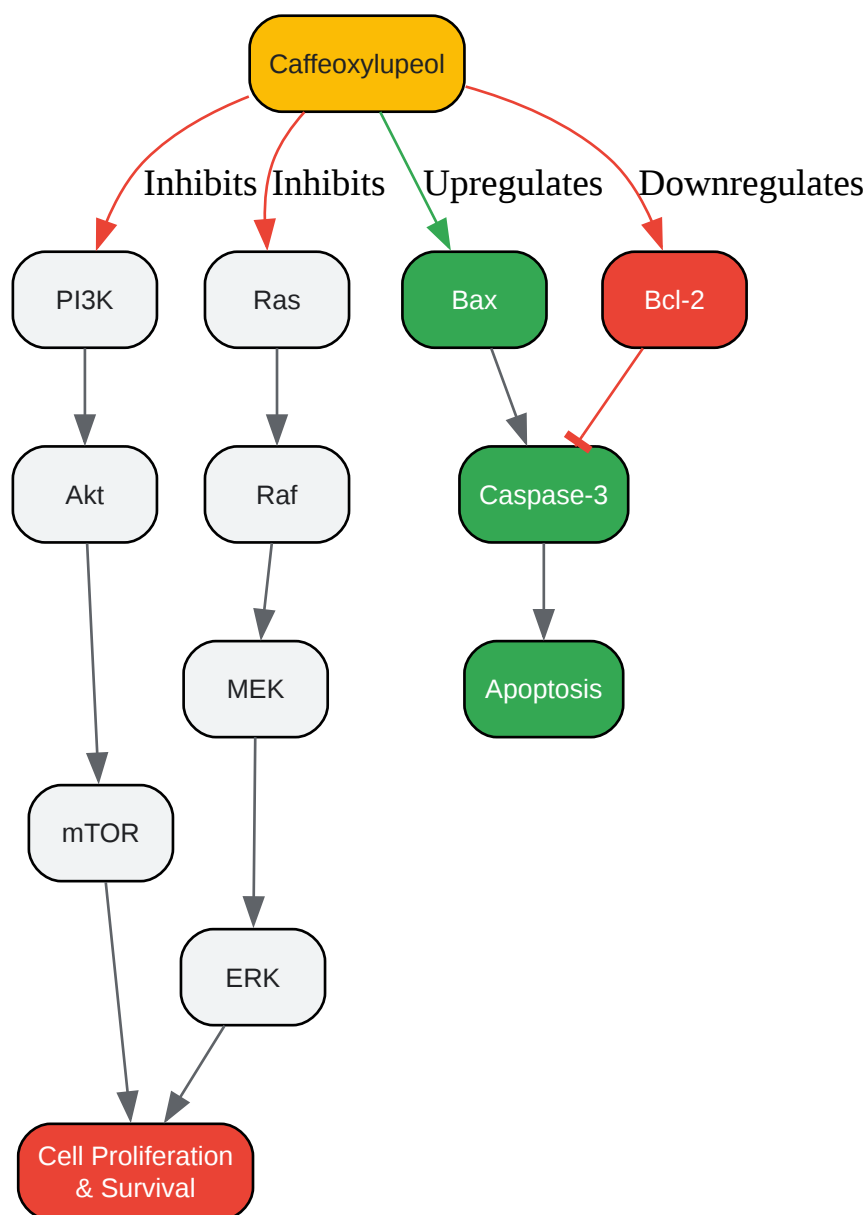 Caffeoxylupeol
Inhibits
Inhibits
Upregulates
Downregulates
PI3K
Ras
Bax
Bcl-2
Akt
Raf
Caspase-3
MEK
Apoptosis
mTOR
ERK
Cell Proliferation
& Survival